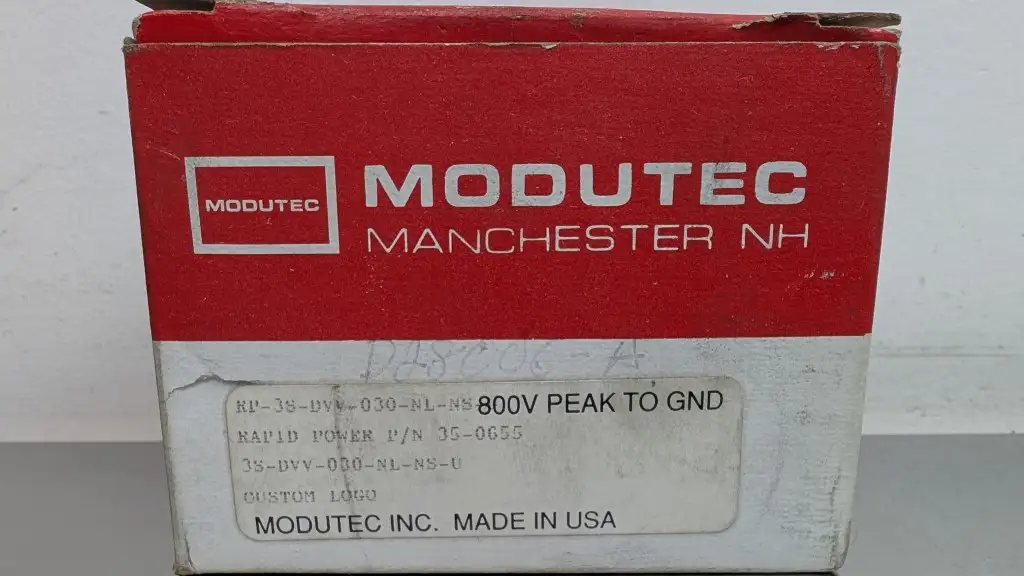 MODUTEC
MODUTEC
MANCHESTER NH
RP-3S-DVV-030-NL-NS 800V PEAK TO GND
RAPID POWER P/N 35-0655
3S-DVV-030-NL-NS-U
CUSTOM LOGO
MODUTEC INC. MADE IN USA